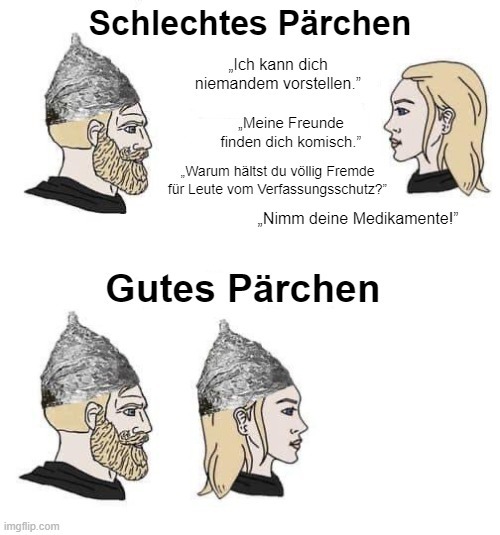 Schlechtes Pärchen
„Ich kann dich
niemandem vorstellen.”
„Meine Freunde
finden dich komisch.”
„Warum hältst du völlig Fremde
für Leute vom Verfassungsschutz?”
„Nimm deine Medikamente!”
Gutes Pärchen
imgflip.com